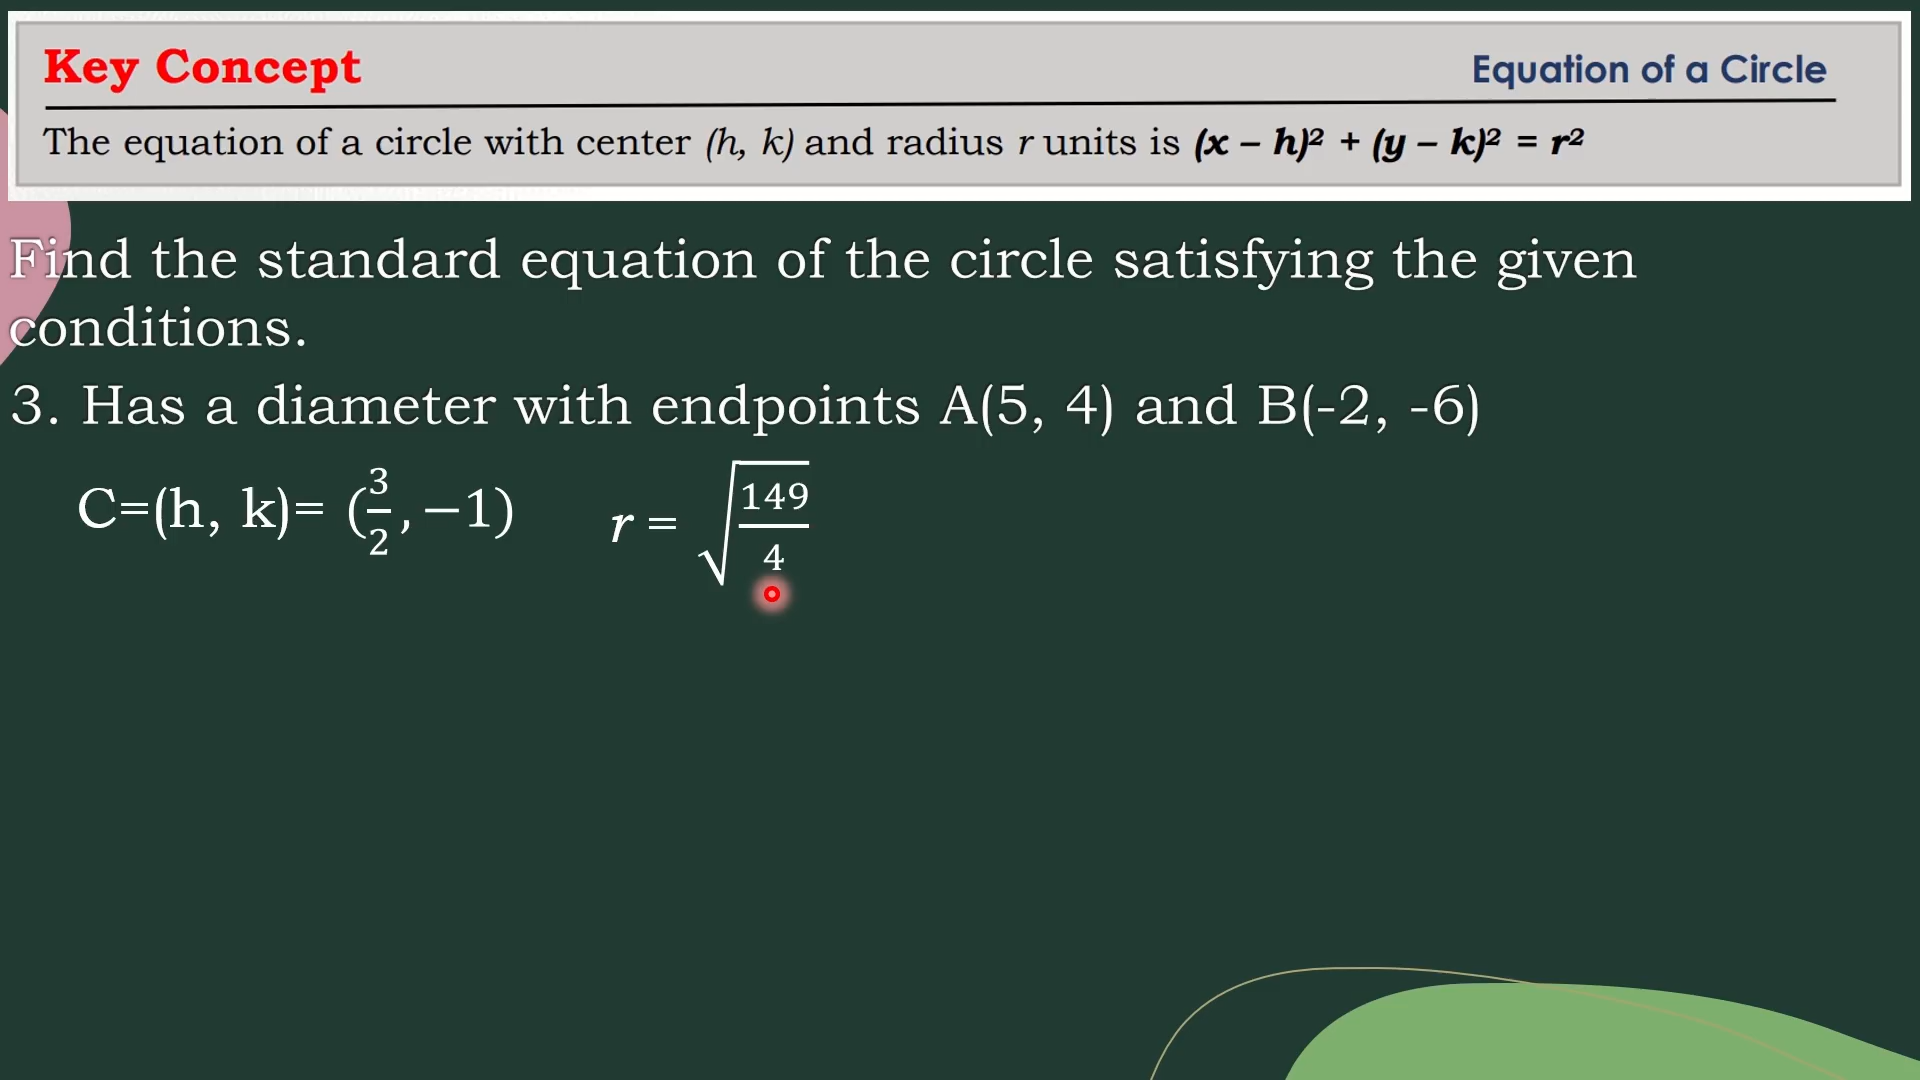 Key Concept
Equation of a Circle
The equation of a circle with center (h, k) and radius r units is (x – h)² + (y – k)² = r²
Find the standard equation of the circle satisfying the given
conditions.
3. Has a diameter with endpoints A(5, 4) and B(-2, -6)
C=(h, k)= (3/2, −1) r = √(149/4)